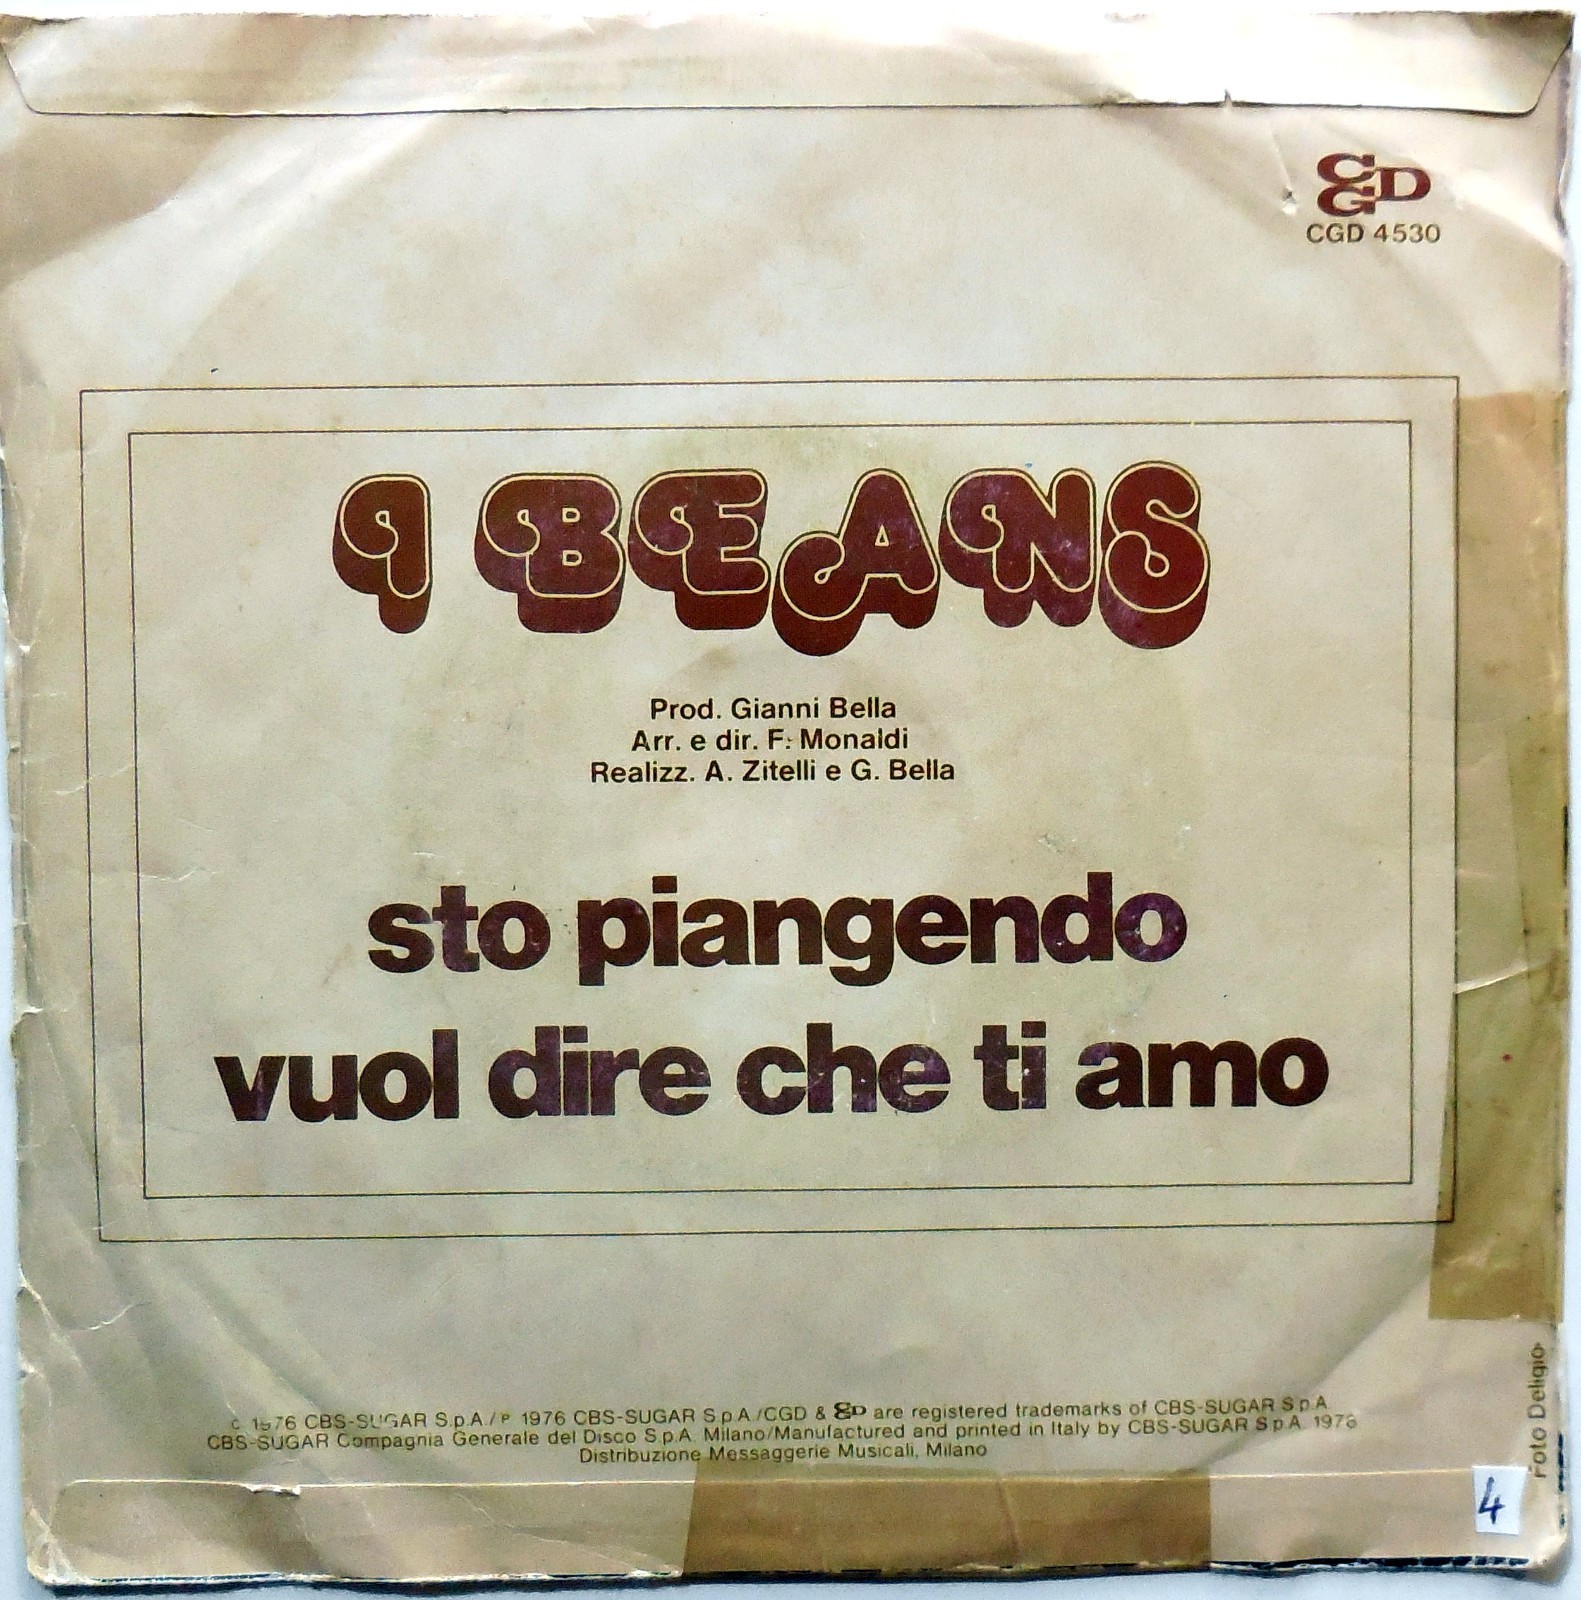 CGD
CGD 4530
I BEANS
Prod. Gianni Bella
Arr. e dir. F. Monaldi
Realizz. A. Zitelli e G. Bella
sto piangendo
vuol dire che ti amo
c 1976 CBS-SUGAR S.p.A./P 1976 CBS-SUGAR S.p.A./CGD & CGD are registered trademarks of CBS-SUGAR S.p.A.
CBS-SUGAR Compagnia Generale del Disco S.p.A. Milano/Manufactured and printed in Italy by CBS-SUGAR S.p.A. 1976
Distribuzione Messaggerie Musicali, Milano
Foto Deligio
4